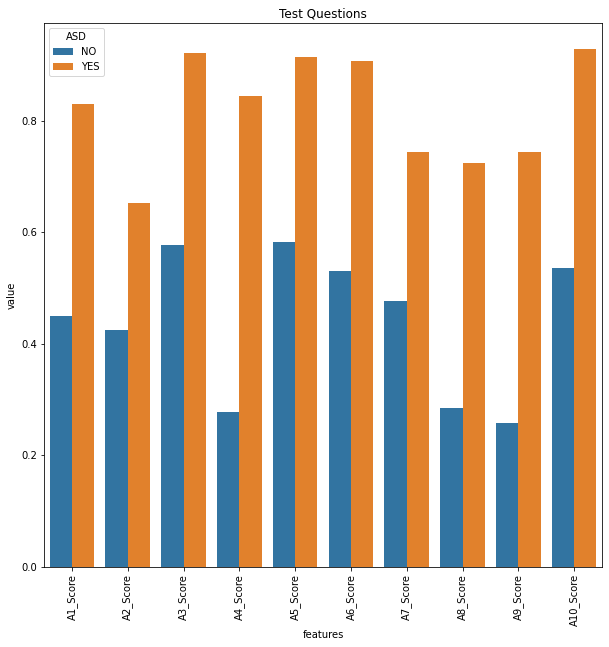 Test Questions
ASD
NO
YES
value
0.8
0.6
0.4
0.2
0.0
A1_Score
A2_Score
A3_Score
A4_Score
A5_Score
A6_Score
A7_Score
A8_Score
A9_Score
A10_Score
features